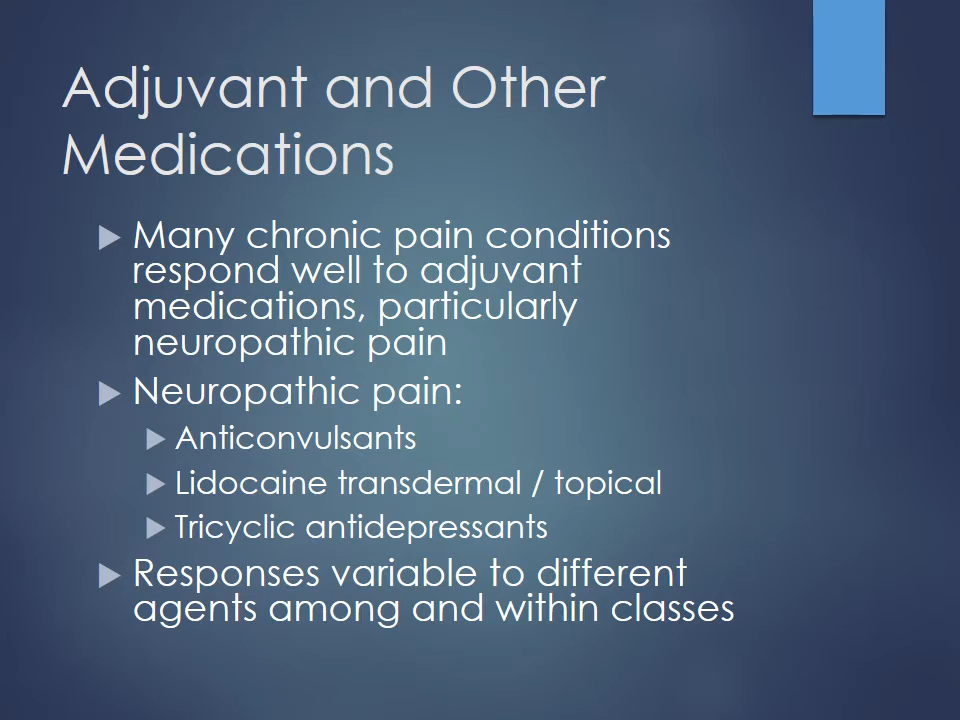 Adjuvant and Other
Medications
Many chronic pain conditions
respond well to adjuvant
medications, particularly
neuropathic pain
Neuropathic pain:
Anticonvulsants
Lidocaine transdermal / topical
Tricyclic antidepressants
Responses variable to different
agents among and within classes